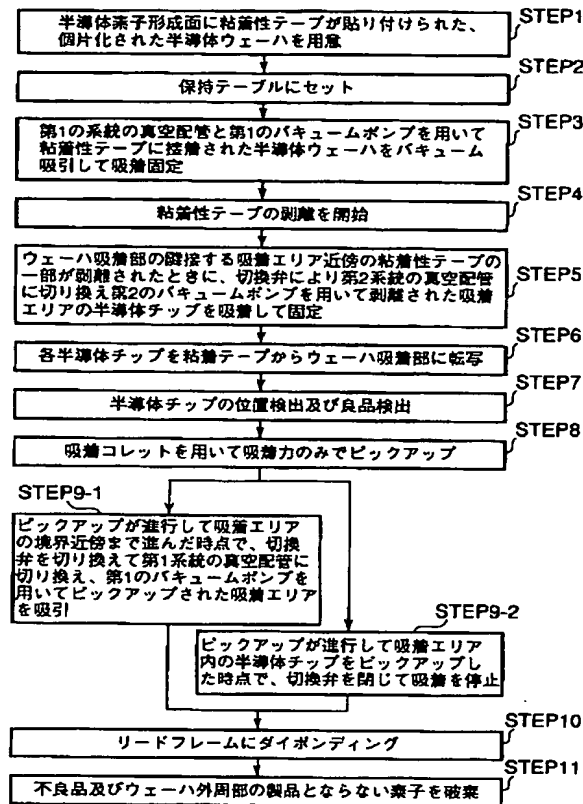 STEP1
半導体素子形成面に粘着性テープが貼り付けられた、
個片化された半導体ウェーハを用意
STEP2
保持テーブルにセット
STEP3
第1の系統の真空配管と第1のバキュームポンプを用いて
粘着性テープに控着された半導体ウェーハをバキューム
吸引して吸着固定
STEP4
粘着性テープの剥離を開始
STEP5
ウェーハ吸着部の隣接する吸着エリア近傍の粘着性テープの
一部が剥離されたときに、切換弁により第2系統の真空配管
に切り換え第2のバキュームポンプを用いて剥離された吸着
エリアの半導体チップを吸着して固定
STEP6
各半導体チップを粘着テープからウェーハ吸着部に転写
STEP7
半導体チップの位置検出及び良品検出
STEP8
吸着コレットを用いて吸着力のみでピックアップ
STEP9-1
ピックアップが進行して吸着エリア
の境界近傍まで進んだ時点で、切換
弁を切り換えて第1系統の真空配管に
切り換え、第1のバキュームポンプを
用いてピックアップされた吸着エリア
を吸引
STEP9-2
ピックアップが進行して吸着エリア
内の半導体チップをピックアップし
た時点で、切換弁を閉じて吸着を停止
STEP10
リードフレームにダイボンディング
STEP11
不良品及びウェーハ外周部の製品とならない素子を破棄